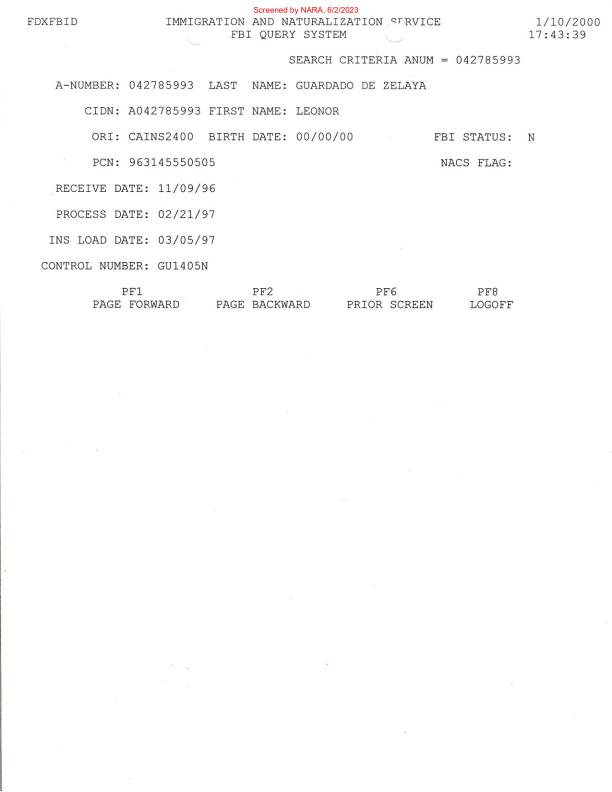 Screened by NARA, 6/2/2023
FDXFBID IMMIGRATION AND NATURALIZATION SERVICE 1/10/2000
FBI QUERY SYSTEM 17:43:39
SEARCH CRITERIA ANUM = 042785993
A-NUMBER: 042785993 LAST NAME: GUARDADO DE ZELAYA
CIDN: A042785993 FIRST NAME: LEONOR
ORI: CAINS2400 BIRTH DATE: 00/00/00 FBI STATUS: N
PCN: 963145550505 NACS FLAG:
RECEIVE DATE: 11/09/96
PROCESS DATE: 02/21/97
INS LOAD DATE: 03/05/97
CONTROL NUMBER: GU1405N
PF1 PF2 PF6 PF8
PAGE FORWARD PAGE BACKWARD PRIOR SCREEN LOGOFF